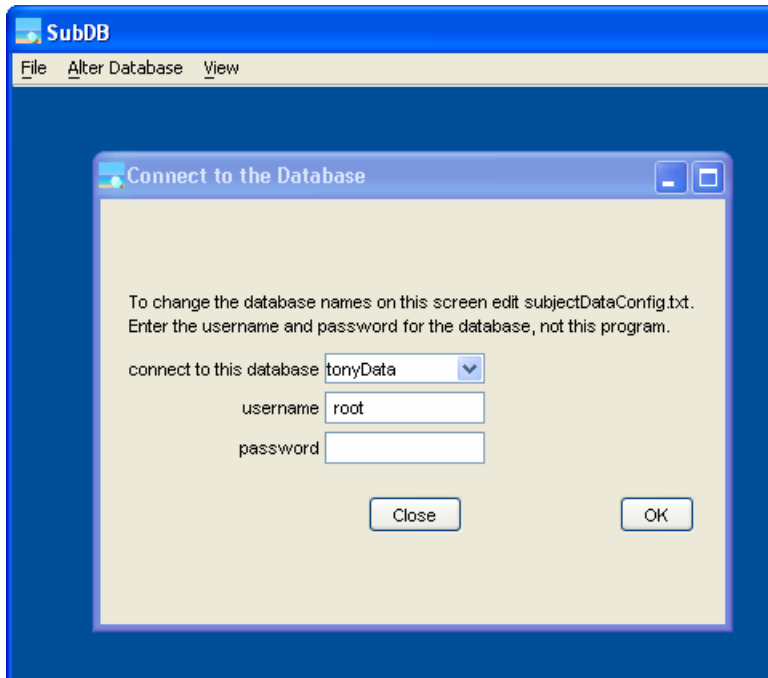 SubDB
File Alter Database View
Connect to the Database
To change the database names on this screen edit subjectDataConfig.txt.
Enter the username and password for the database, not this program.
connect to this database tonyData
username root
password
Close OK